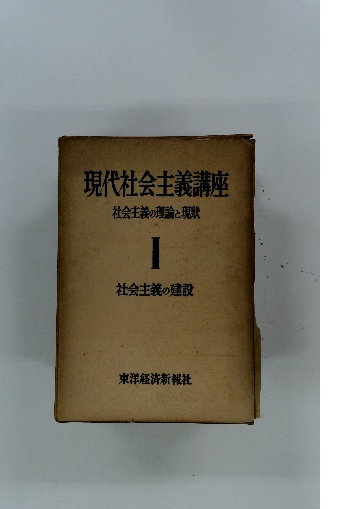 現代社会主義講座
社会主義の理論と現狀
I
社会主義の建設
東洋経済新報社